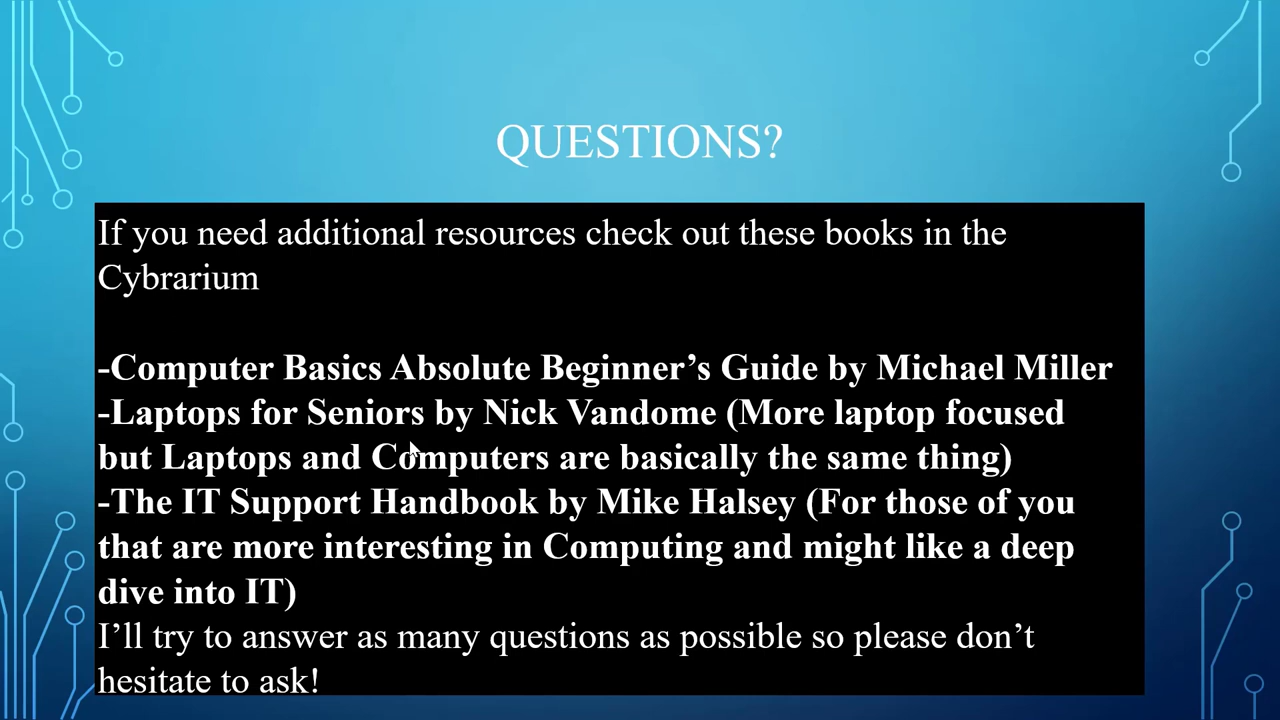 QUESTIONS?
If you need additional resources check out these books in the
Cybrarium
-Computer Basics Absolute Beginner’s Guide by Michael Miller
-Laptops for Seniors by Nick Vandome (More laptop focused
but Laptops and Computers are basically the same thing)
-The IT Support Handbook by Mike Halsey (For those of you
that are more interesting in Computing and might like a deep
dive into IT)
I’ll try to answer as many questions as possible so please don’t
hesitate to ask!